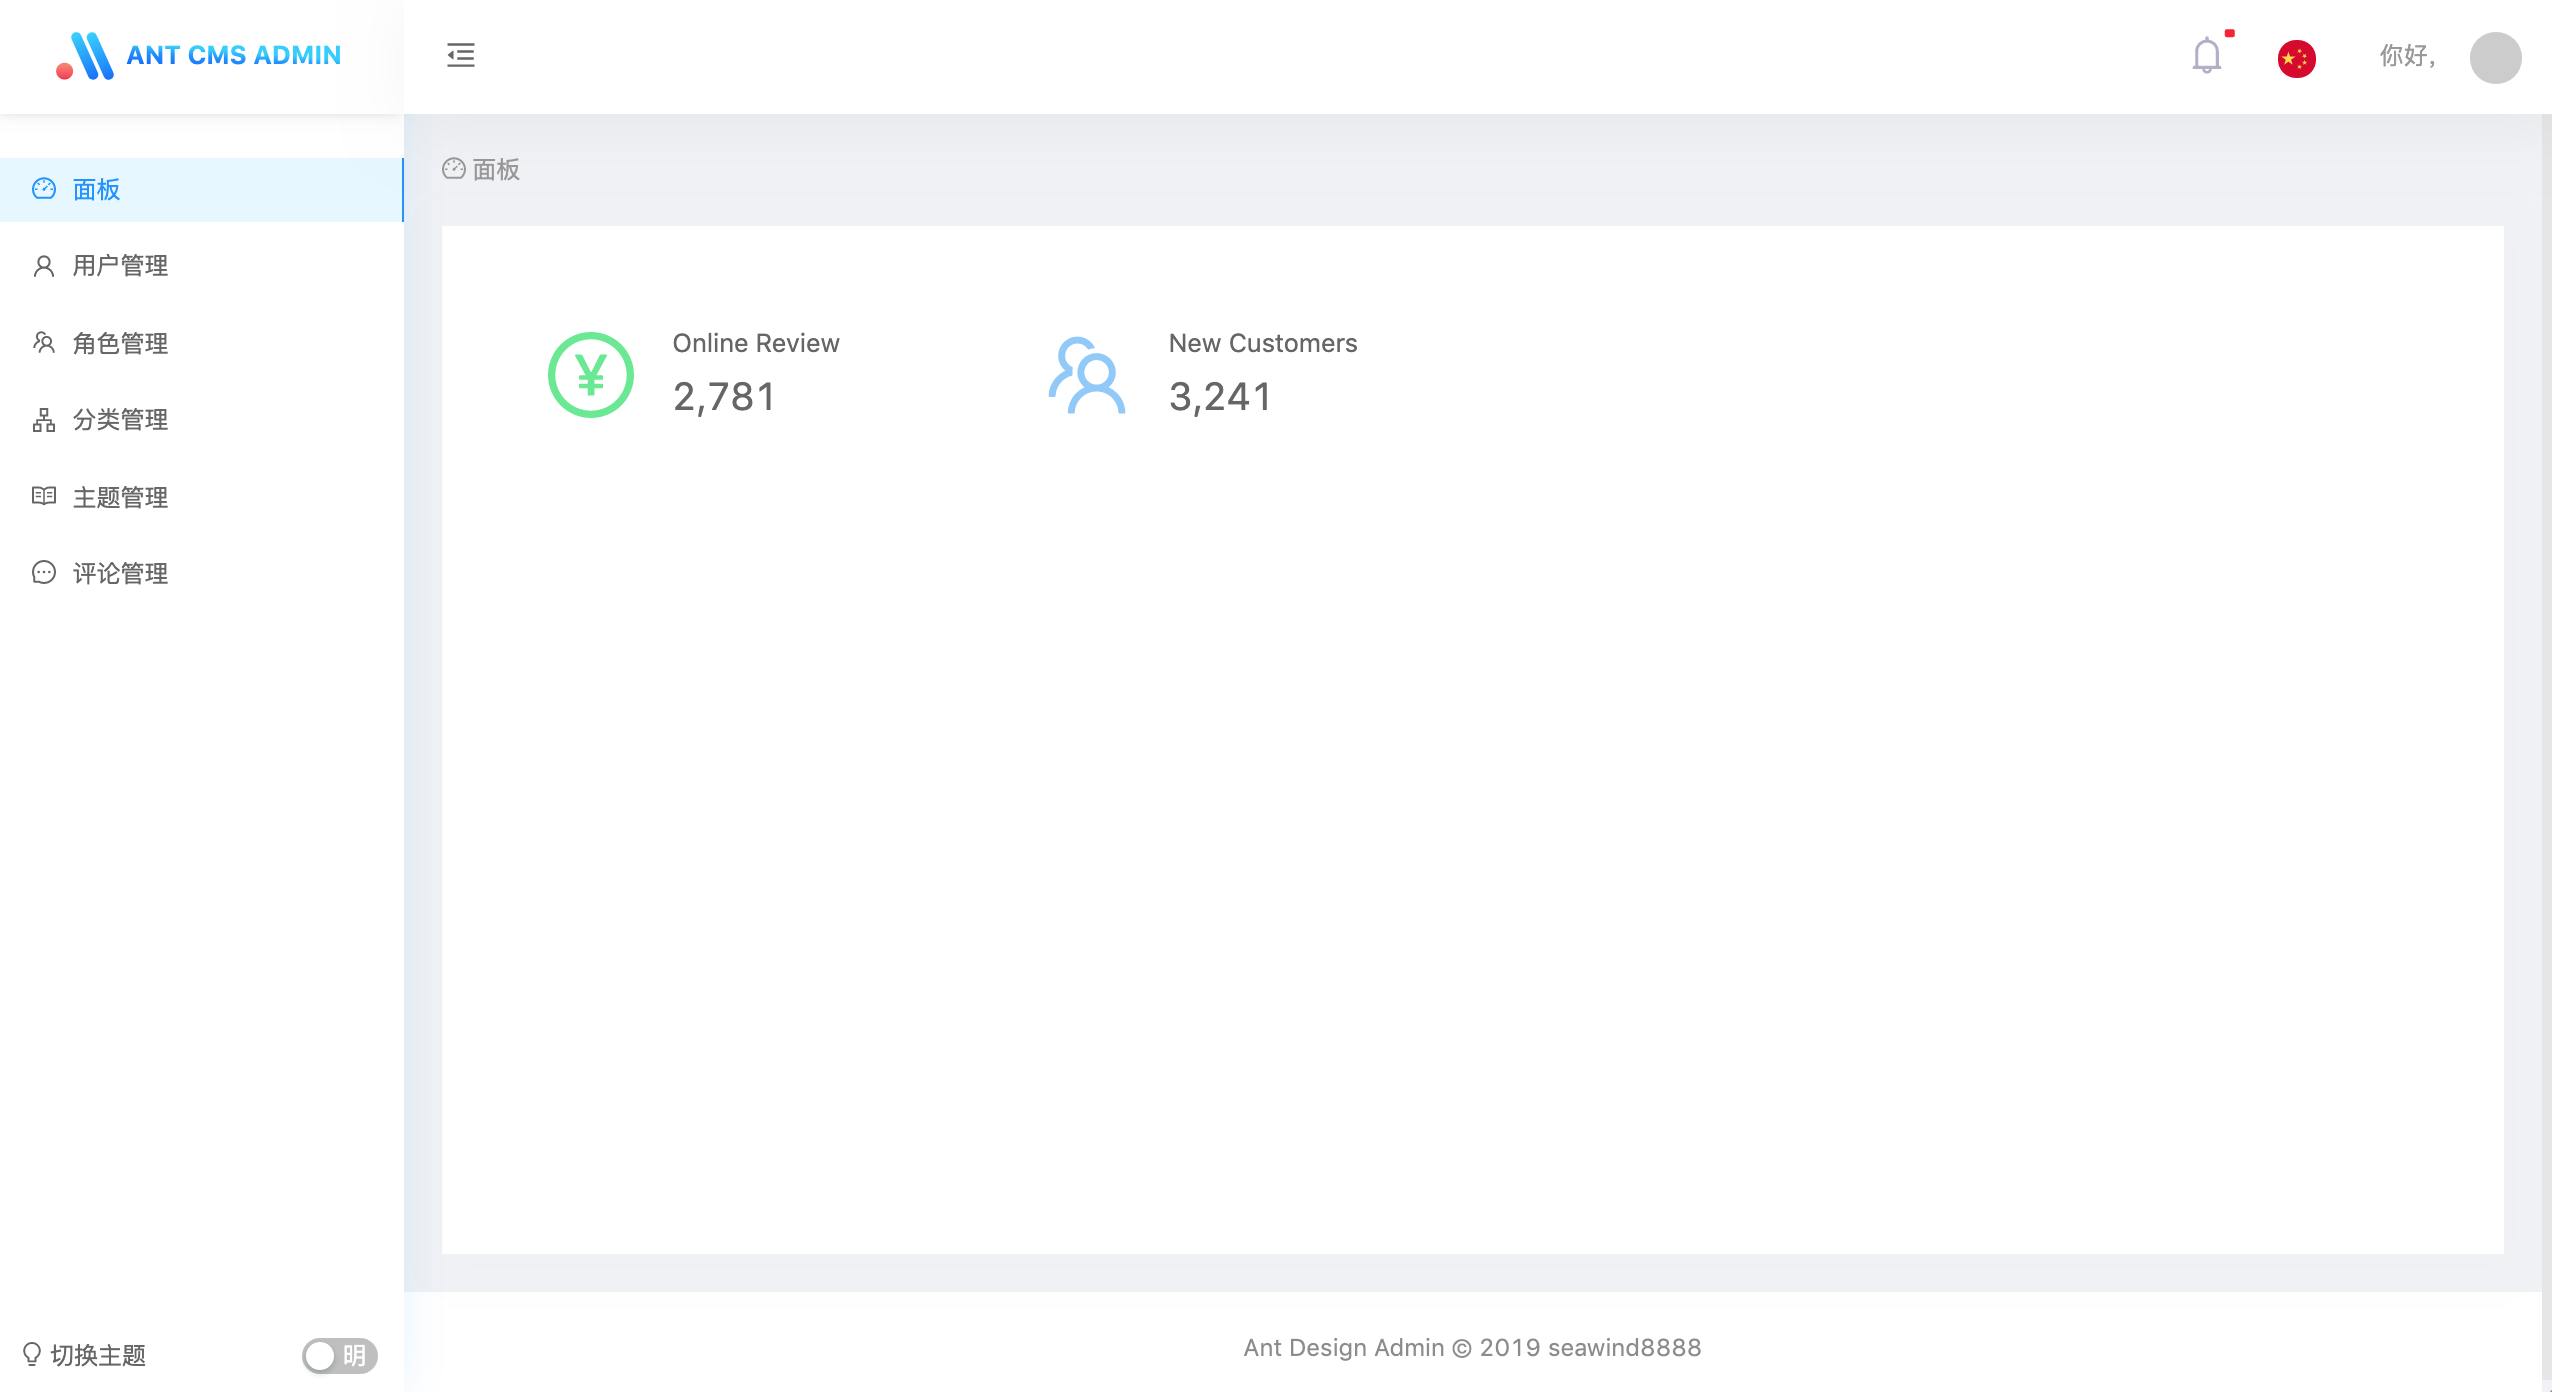 ANT CMS ADMIN
你好,
面板
用户管理
角色管理
分类管理
主题管理
评论管理
切换主题
明
面板
¥
Online Review
2,781
New Customers
3,241
Ant Design Admin © 2019 seawind8888